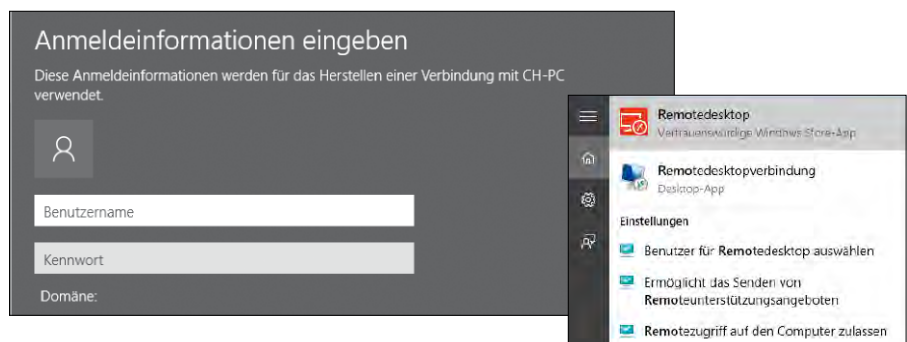 Anmeldeinformationen eingeben
Diese Anmeldeinformationen werden für das Herstellen einer Verbindung mit CH-PC
verwendet.
Benutzername
Kennwort
Domäne:
Remotedesktop
Vertrauenswürdige Windows Store-App
Remotedesktopverbindung
Desktop-App
Einstellungen
Benutzer für Remotedesktop auswählen
Ermöglicht das Senden von
Remoteunterstützungsangeboten
Remotezugriff auf den Computer zulassen